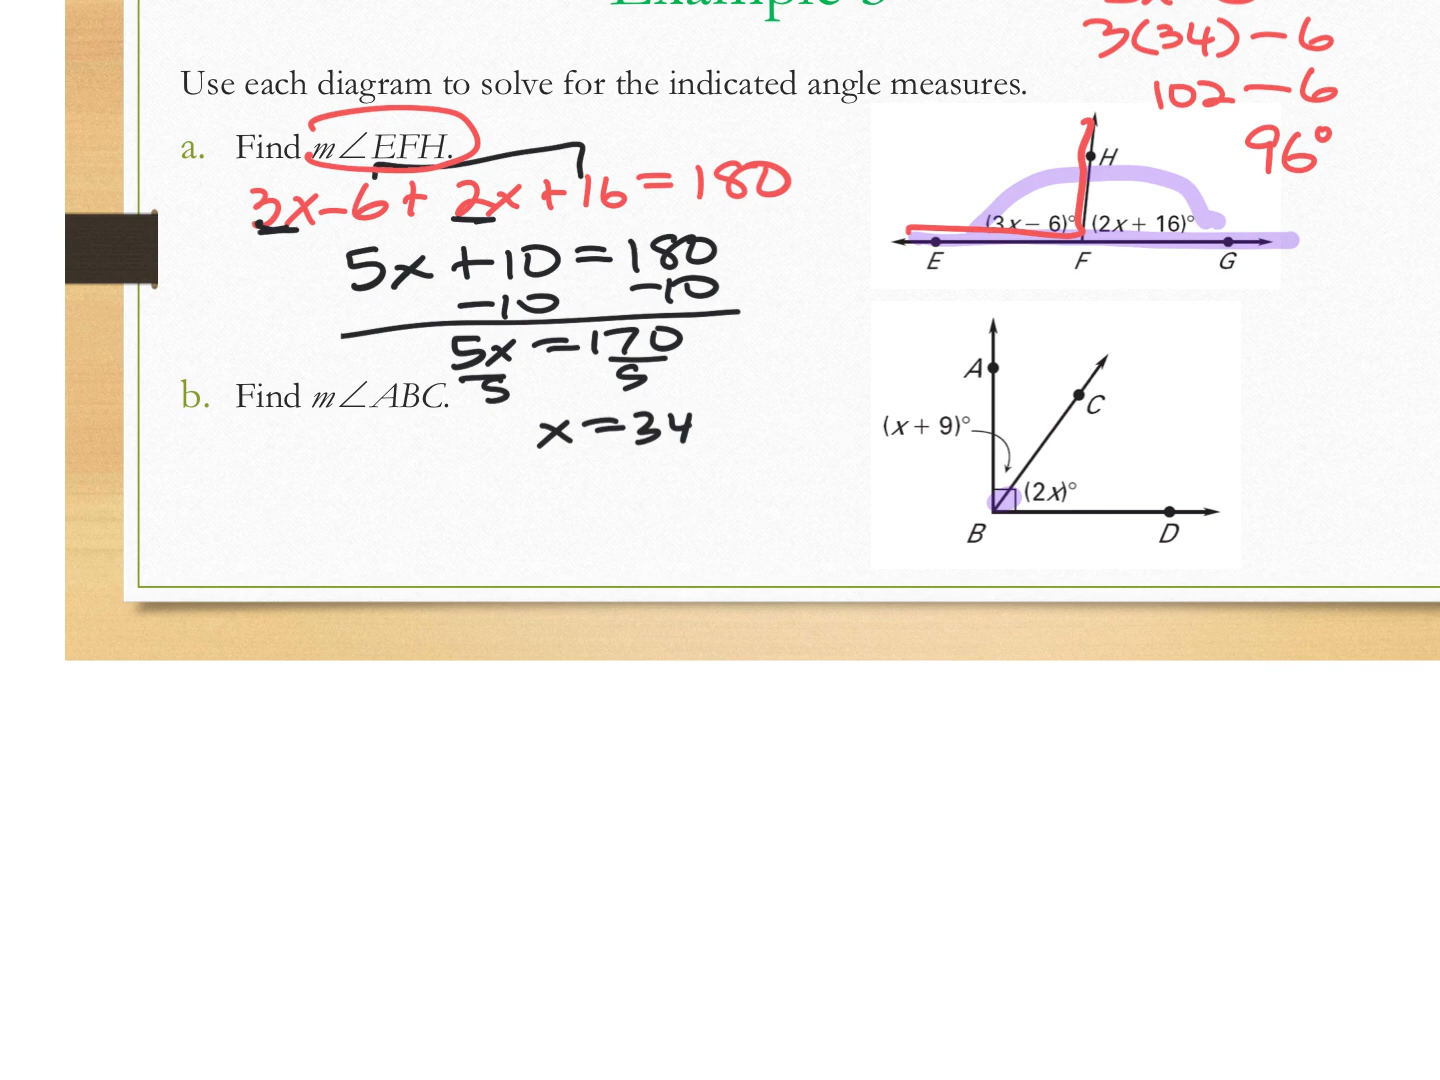 3(34) - 6
Use each diagram to solve for the indicated angle measures.
102 - 6
a. Find m∠EFH.
96°
3x - 6 + 2x + 16 = 180
H
(3x - 6)° (2x + 16)°
E F G
5x + 10 = 180
-10 -10
5x = 170
5 5
x = 34
b. Find m∠ABC.
A
C
(x + 9)°
(2x)°
B D